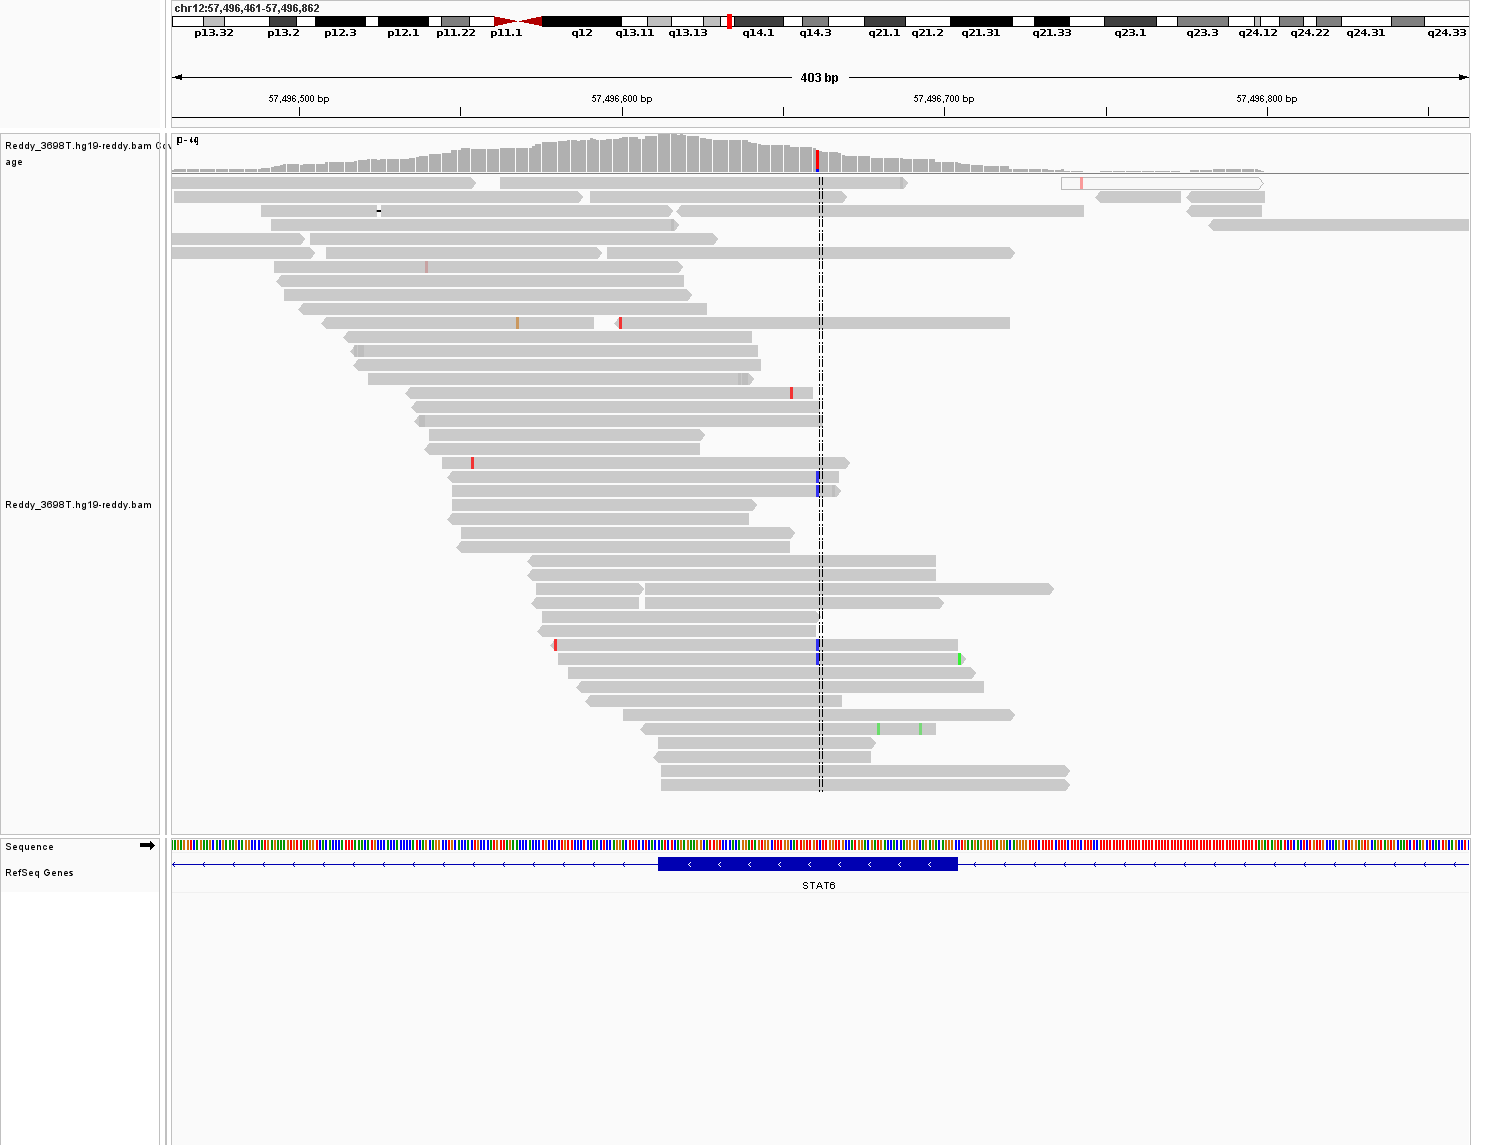 chr12:57,496,461-57,496,862
p13.32 p13.2 p12.3 p12.1 p11.22 p11.1 q12 q13.11 q13.13 q14.1 q14.3 q21.1 q21.2 q21.31 q21.33 q23.1 q23.3 q24.12 q24.22 q24.31 q24.33
403 bp
57,496,500 bp 57,496,600 bp 57,496,700 bp 57,496,800 bp
Reddy_3698T.hg19-reddy.bam Cov
age
[0 - 44]
Reddy_3698T.hg19-reddy.bam
Sequence
RefSeq Genes
STAT6